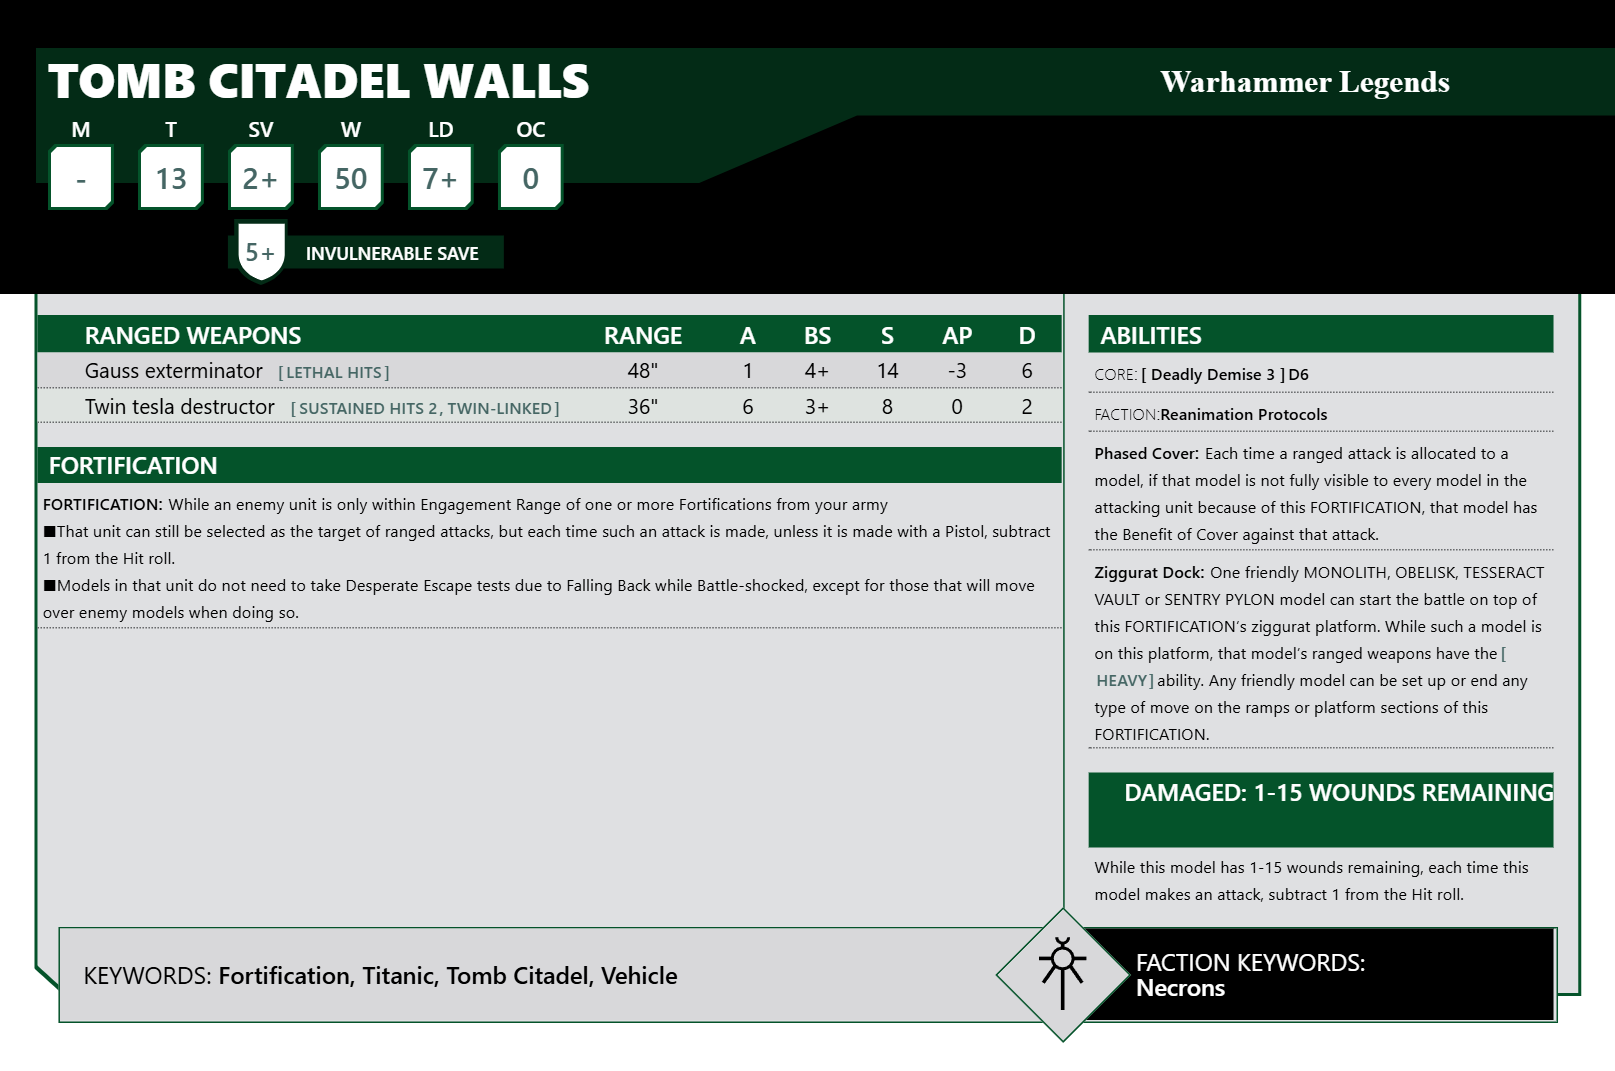 TOMB CITADEL WALLS
Warhammer Legends
M T SV W LD OC
- 13 2+ 50 7+ 0
5+ INVULNERABLE SAVE
RANGED WEAPONS RANGE A BS S AP D
Gauss exterminator [ LETHAL HITS ] 48" 1 4+ 14 -3 6
Twin tesla destructor [ SUSTAINED HITS 2 , TWIN-LINKED ] 36" 6 3+ 8 0 2
FORTIFICATION
FORTIFICATION: While an enemy unit is only within Engagement Range of one or more Fortifications from your army
■That unit can still be selected as the target of ranged attacks, but each time such an attack is made, unless it is made with a Pistol, subtract
1 from the Hit roll.
■Models in that unit do not need to take Desperate Escape tests due to Falling Back while Battle-shocked, except for those that will move
over enemy models when doing so.
ABILITIES
CORE: [ Deadly Demise 3 ] D6
FACTION:Reanimation Protocols
Phased Cover: Each time a ranged attack is allocated to a
model, if that model is not fully visible to every model in the
attacking unit because of this FORTIFICATION, that model has
the Benefit of Cover against that attack.
Ziggurat Dock: One friendly MONOLITH, OBELISK, TESSERACT
VAULT or SENTRY PYLON model can start the battle on top of
this FORTIFICATION‘s ziggurat platform. While such a model is
on this platform, that model’s ranged weapons have the [
HEAVY] ability. Any friendly model can be set up or end any
type of move on the ramps or platform sections of this
FORTIFICATION.
DAMAGED: 1-15 WOUNDS REMAINING
While this model has 1-15 wounds remaining, each time this
model makes an attack, subtract 1 from the Hit roll.
KEYWORDS: Fortification, Titanic, Tomb Citadel, Vehicle
FACTION KEYWORDS:
Necrons